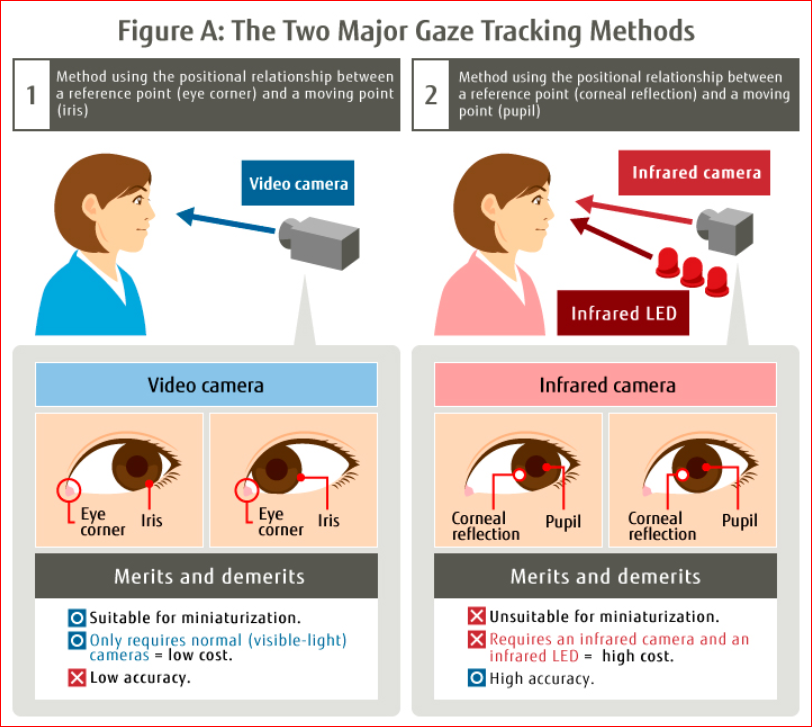 Figure A: The Two Major Gaze Tracking Methods
1
Method using the positional relationship between
a reference point (eye corner) and a moving point
(iris)
Video camera
Video camera
Eye
corner
Iris
Eye
corner
Iris
Merits and demerits
Suitable for miniaturization.
Only requires normal (visible-light)
cameras = low cost.
Low accuracy.
2
Method using the positional relationship between
a reference point (corneal reflection) and a moving
point (pupil)
Infrared camera
Infrared LED
Infrared camera
Corneal
reflection
Pupil
Corneal
reflection
Pupil
Merits and demerits
Unsuitable for miniaturization.
Requires an infrared camera and an
infrared LED = high cost.
High accuracy.